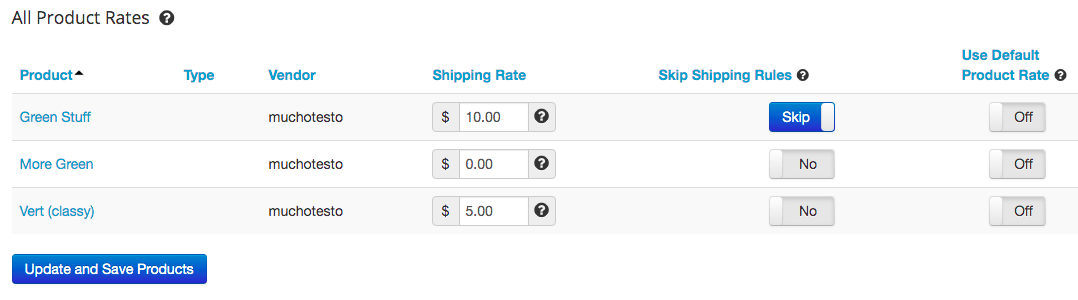 All Product Rates ?
Use Default
Product Type Vendor Shipping Rate Skip Shipping Rules ? Product Rate ?
Green Stuff muchotesto $ 10.00 ? Skip Off
More Green muchotesto $ 0.00 ? No Off
Vert (classy) muchotesto $ 5.00 ? No Off
Update and Save Products